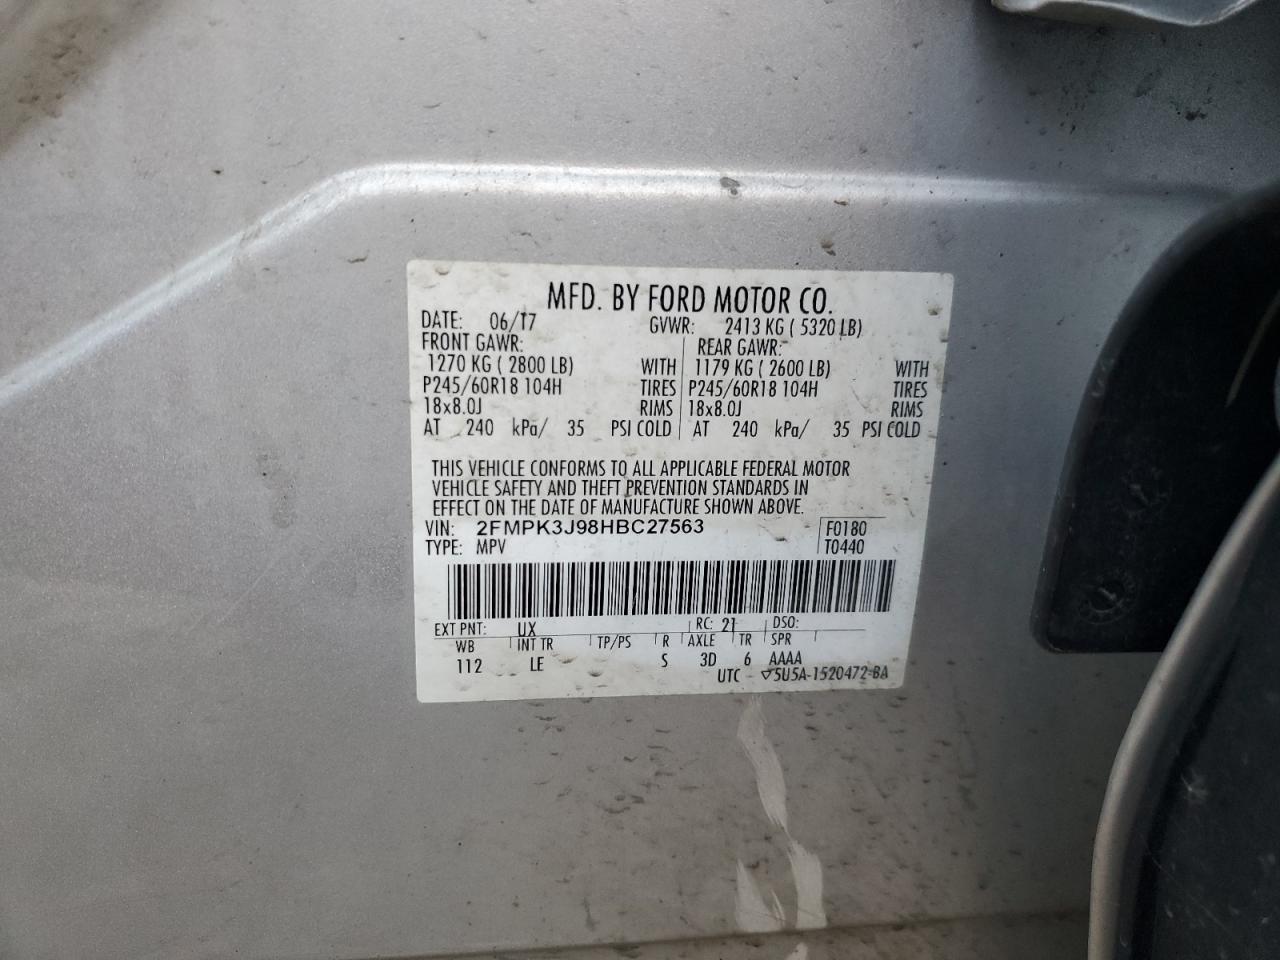 MFD. BY FORD MOTOR CO.
DATE: 06/17 GVWR: 2413 KG ( 5320 LB)
FRONT GAWR: REAR GAWR:
1270 KG ( 2800 LB) WITH 1179 KG ( 2600 LB) WITH
P245/60R18 104H TIRES P245/60R18 104H TIRES
18x8.0J RIMS 18x8.0J RIMS
AT 240 kPa/ 35 PSI COLD AT 240 kPa/ 35 PSI COLD
THIS VEHICLE CONFORMS TO ALL APPLICABLE FEDERAL MOTOR
VEHICLE SAFETY AND THEFT PREVENTION STANDARDS IN
EFFECT ON THE DATE OF MANUFACTURE SHOWN ABOVE.
VIN: 2FMPK3J98HBC27563 F0180
TYPE: MPV T0440
EXT PNT: UX RC: 21 DSO:
WB INT TR TP/PS R AXLE TR SPR
112 LE S 3D 6 AAAA
UTC ▽5U5A-1520472-BA